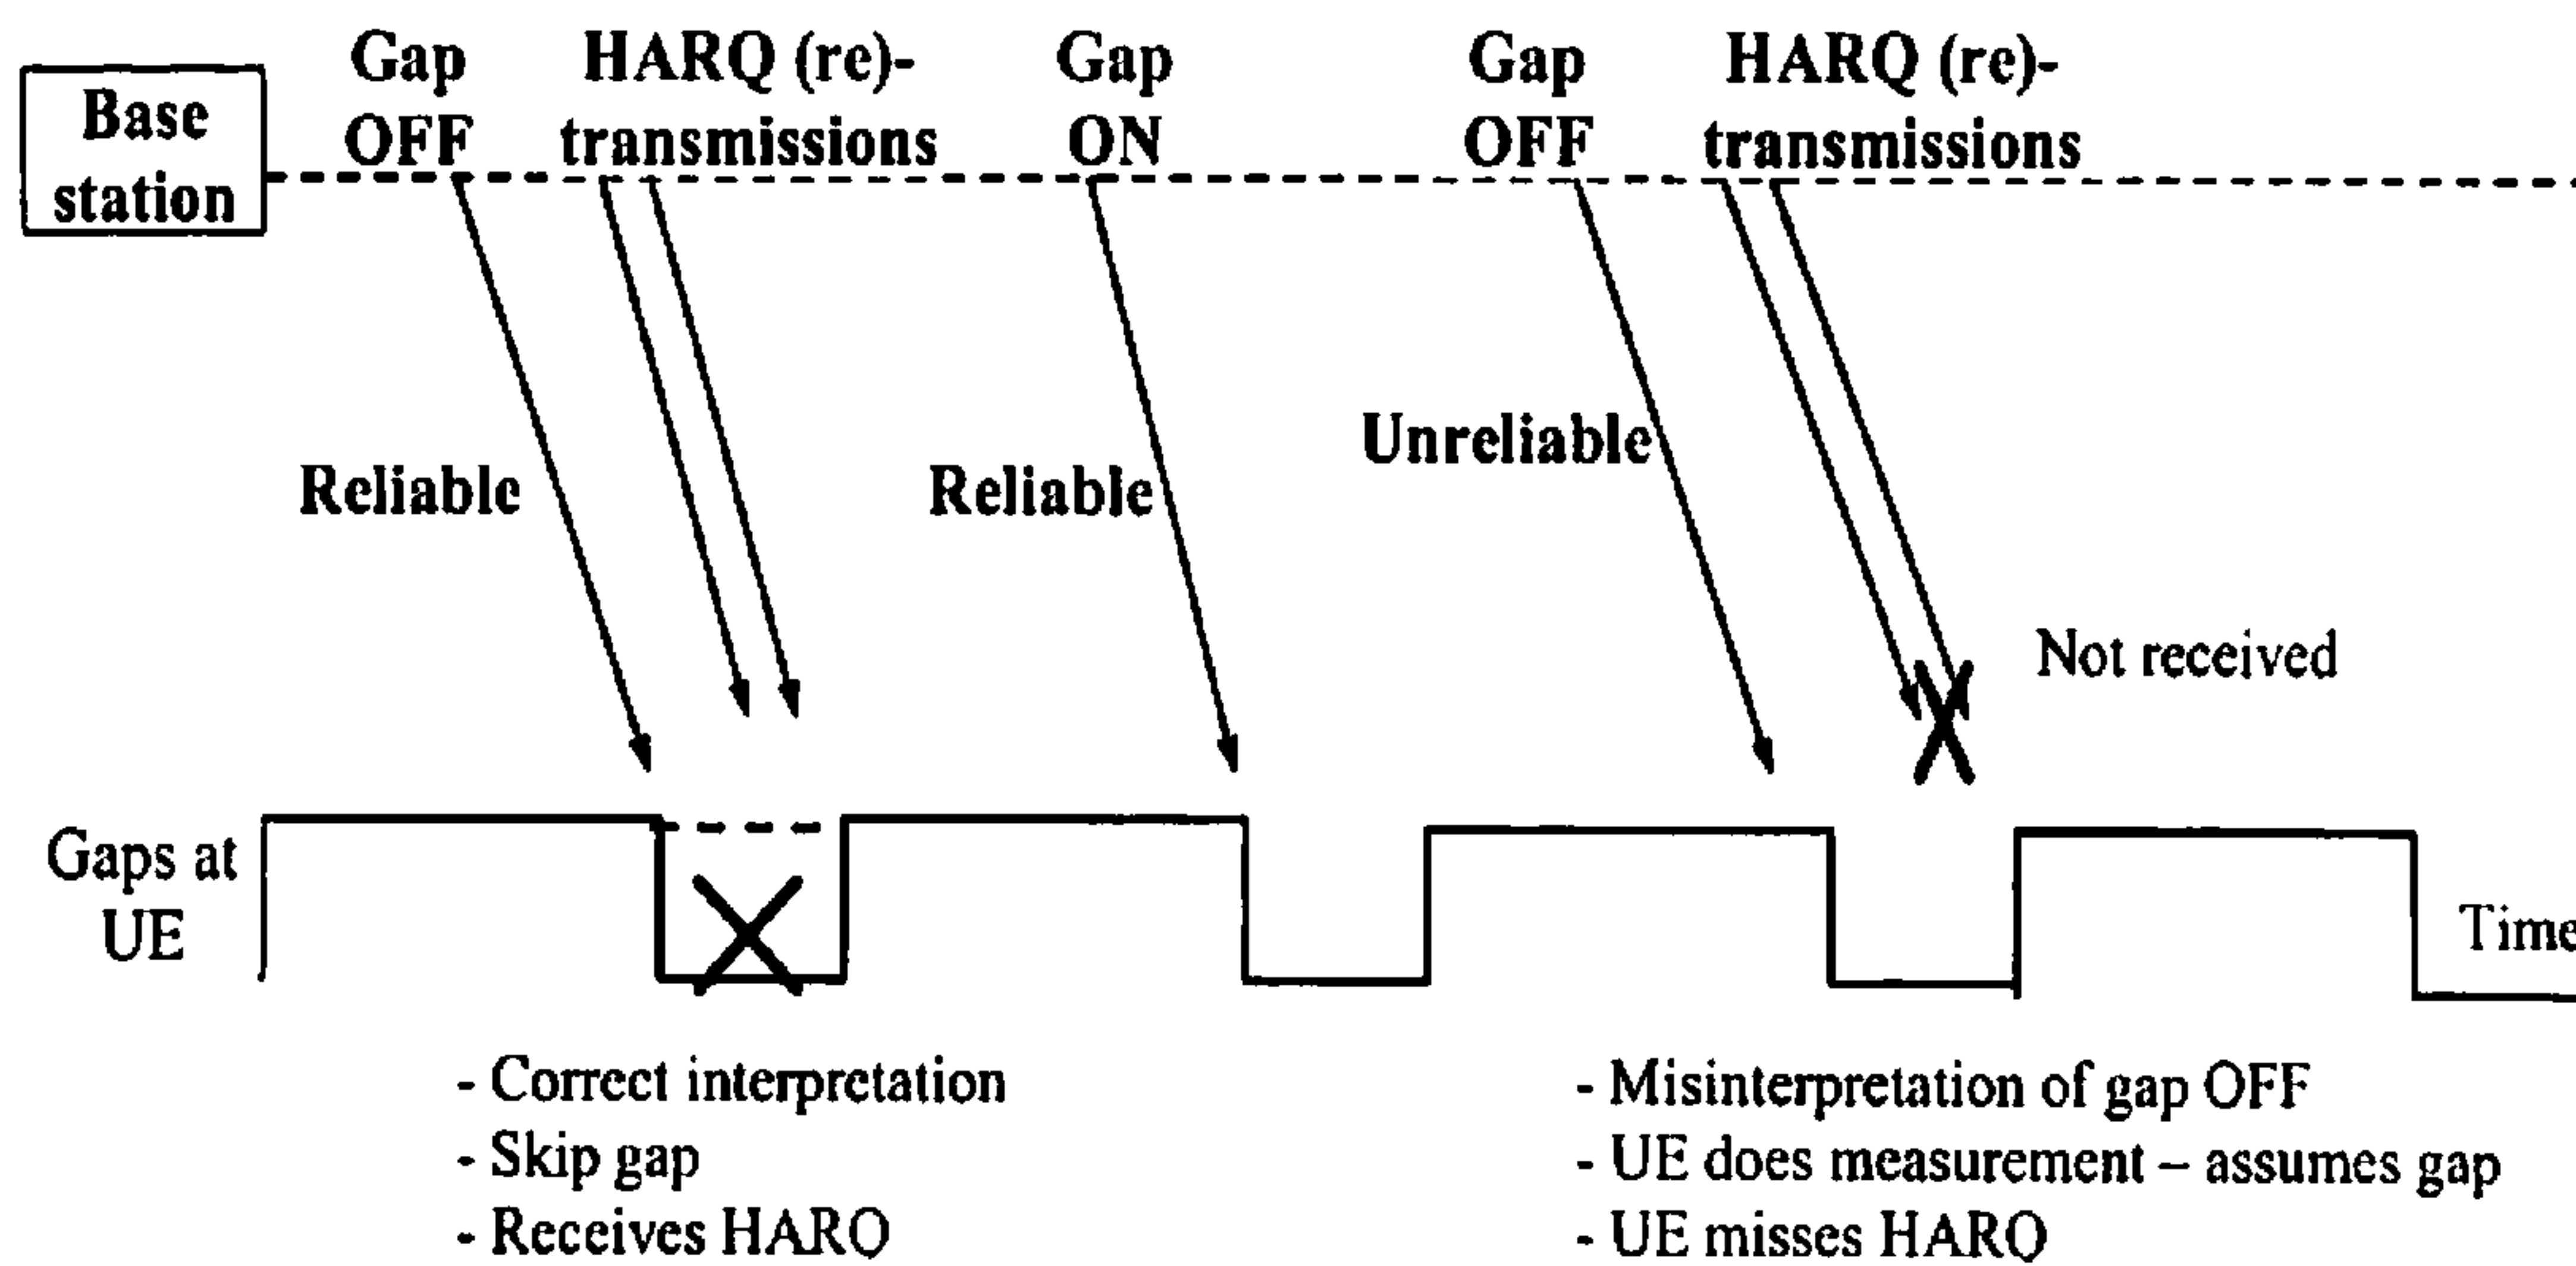 Base
station
Gap
OFF
HARQ (re)-
transmissions
Gap
ON
Gap
OFF
HARQ (re)-
transmissions
Reliable
Reliable
Unreliable
Not received
Gaps at
UE
Time
- Correct interpretation
- Skip gap
- Receives HARQ
- Misinterpretation of gap OFF
- UE does measurement – assumes gap
- UE misses HARQ